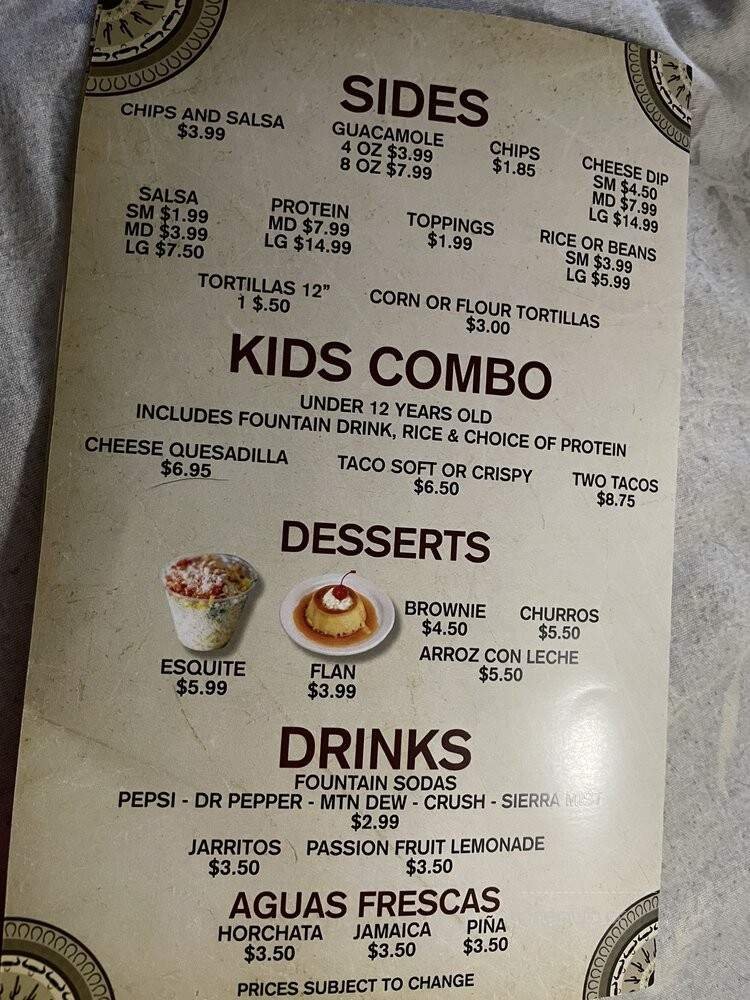 SIDES
CHIPS AND SALSA
$3.99
GUACAMOLE
4 OZ $3.99
8 OZ $7.99
CHIPS
$1.85
CHEESE DIP
SM $4.50
MD $7.99
LG $14.99
SALSA
SM $1.99
MD $3.99
LG $7.50
PROTEIN
MD $7.99
LG $14.99
TOPPINGS
$1.99
RICE OR BEANS
SM $3.99
LG $5.99
TORTILLAS 12”
1 $.50
CORN OR FLOUR TORTILLAS
$3.00
KIDS COMBO
UNDER 12 YEARS OLD
INCLUDES FOUNTAIN DRINK, RICE & CHOICE OF PROTEIN
CHEESE QUESADILLA
$6.95
TACO SOFT OR CRISPY
$6.50
TWO TACOS
$8.75
DESSERTS
ESQUITE
$5.99
FLAN
$3.99
BROWNIE
$4.50
CHURROS
$5.50
ARROZ CON LECHE
$5.50
DRINKS
FOUNTAIN SODAS
PEPSI - DR PEPPER - MTN DEW - CRUSH - SIERRA MIST
$2.99
JARRITOS
$3.50
PASSION FRUIT LEMONADE
$3.50
AGUAS FRESCAS
HORCHATA
$3.50
JAMAICA
$3.50
PIÑA
$3.50
PRICES SUBJECT TO CHANGE